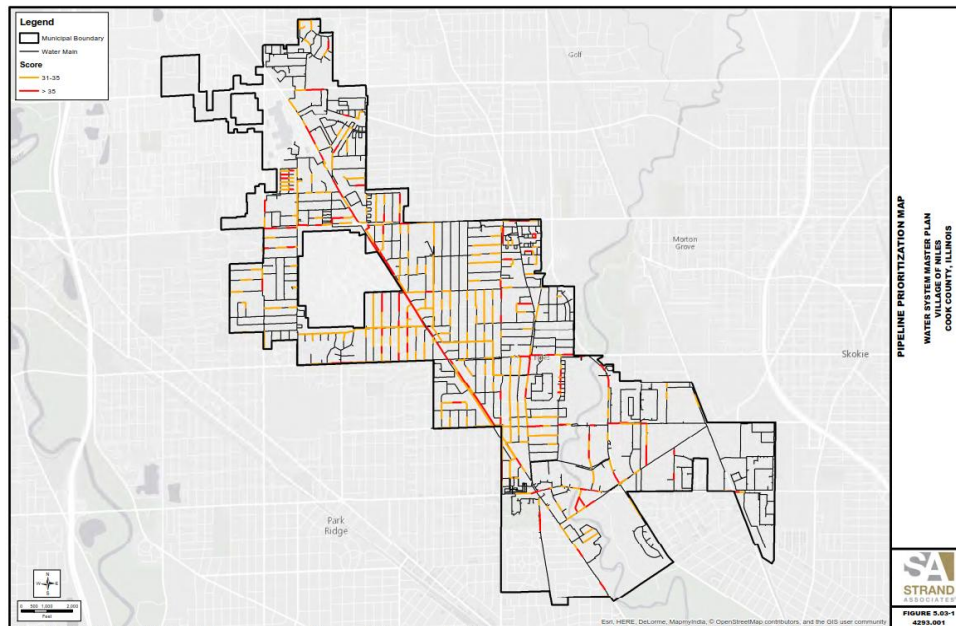 Legend
Municipal Boundary
Water Main
Score
31-35
> 35
Golf
Morton
Grove
Skokie
Niles
Park
Ridge
N
W E
S
0 500 1,000 2,000
Feet
Esri, HERE, DeLorme, MapmyIndia, © OpenStreetMap contributors, and the GIS user community
PIPELINE PRIORITIZATION MAP
WATER SYSTEM MASTER PLAN
VILLAGE OF NILES
COOK COUNTY, ILLINOIS
SA
STRAND
ASSOCIATES
FIGURE 5.03-1
4293.001